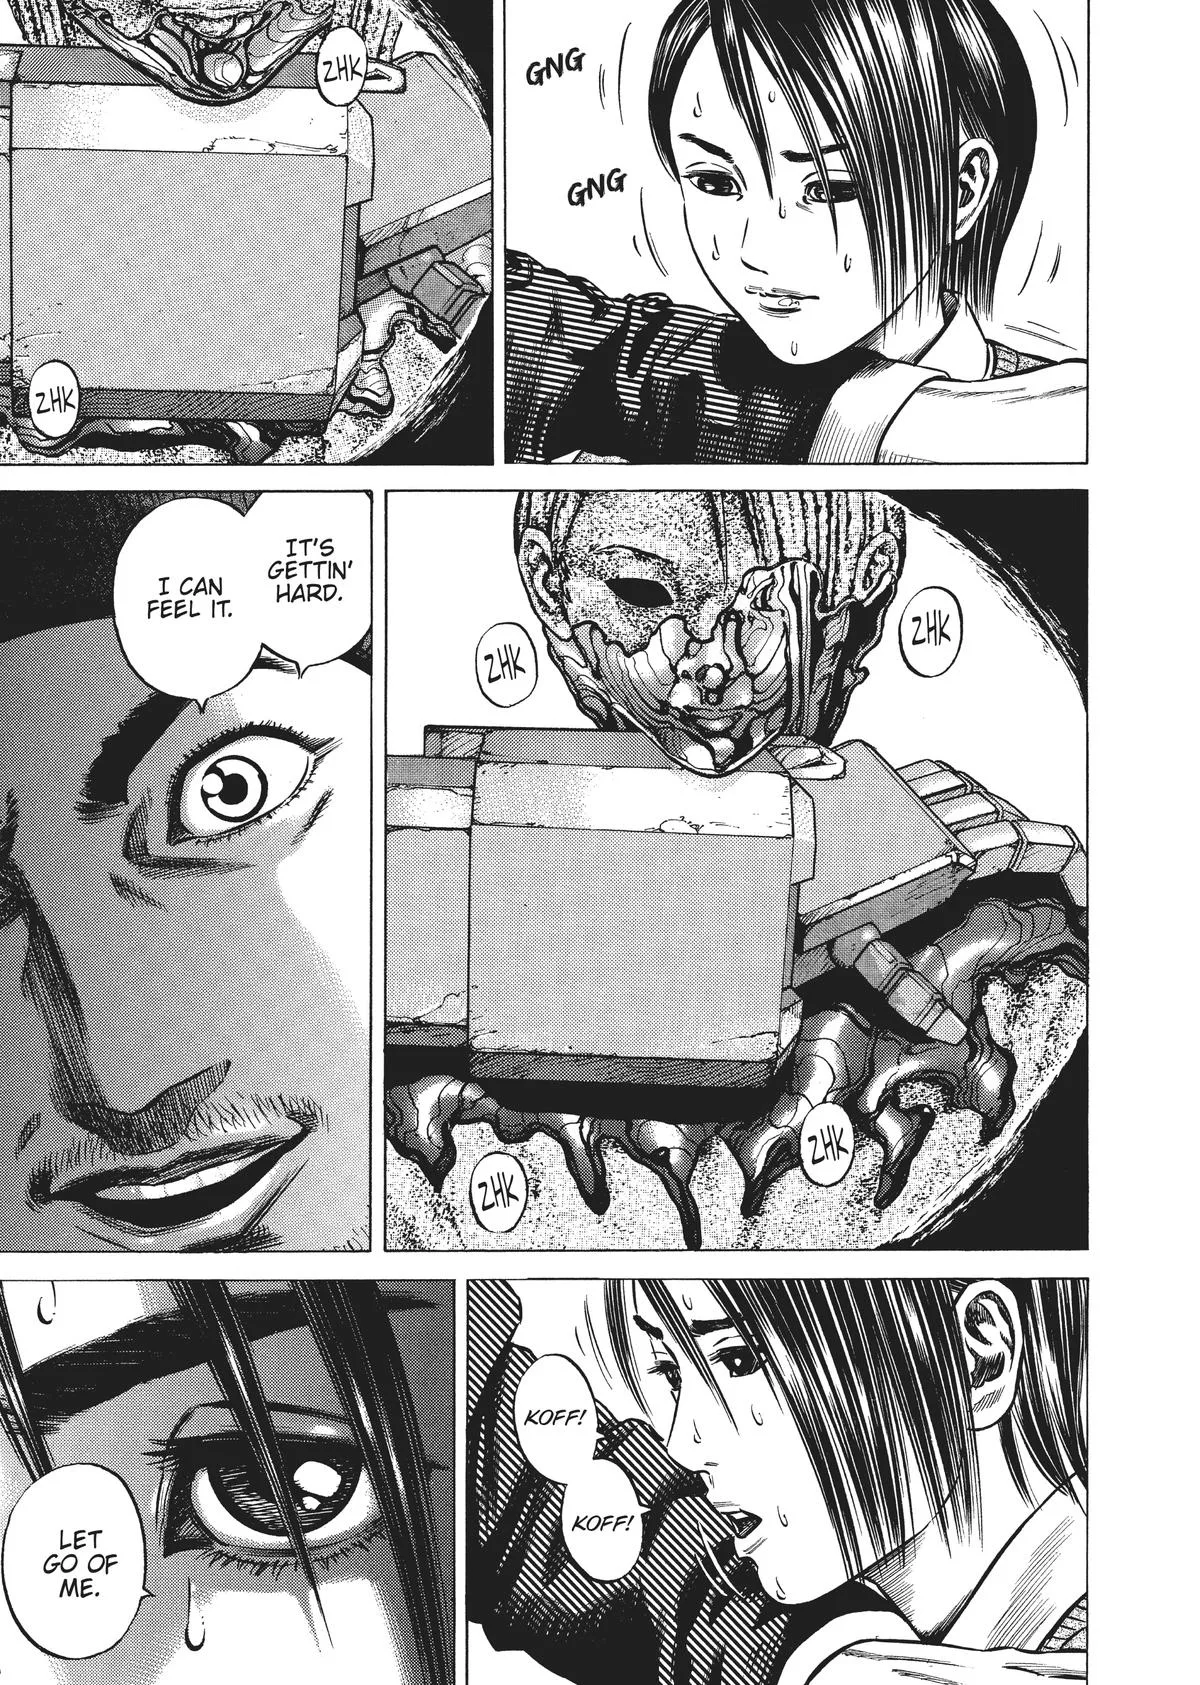 GNG
GNG
ZHK
ZHK
ZHK
ZHK
ZHK
ZHK
IT'S
GETTIN'
HARD.
I CAN
FEEL IT.
KOFF!
KOFF!
LET
GO OF
ME.